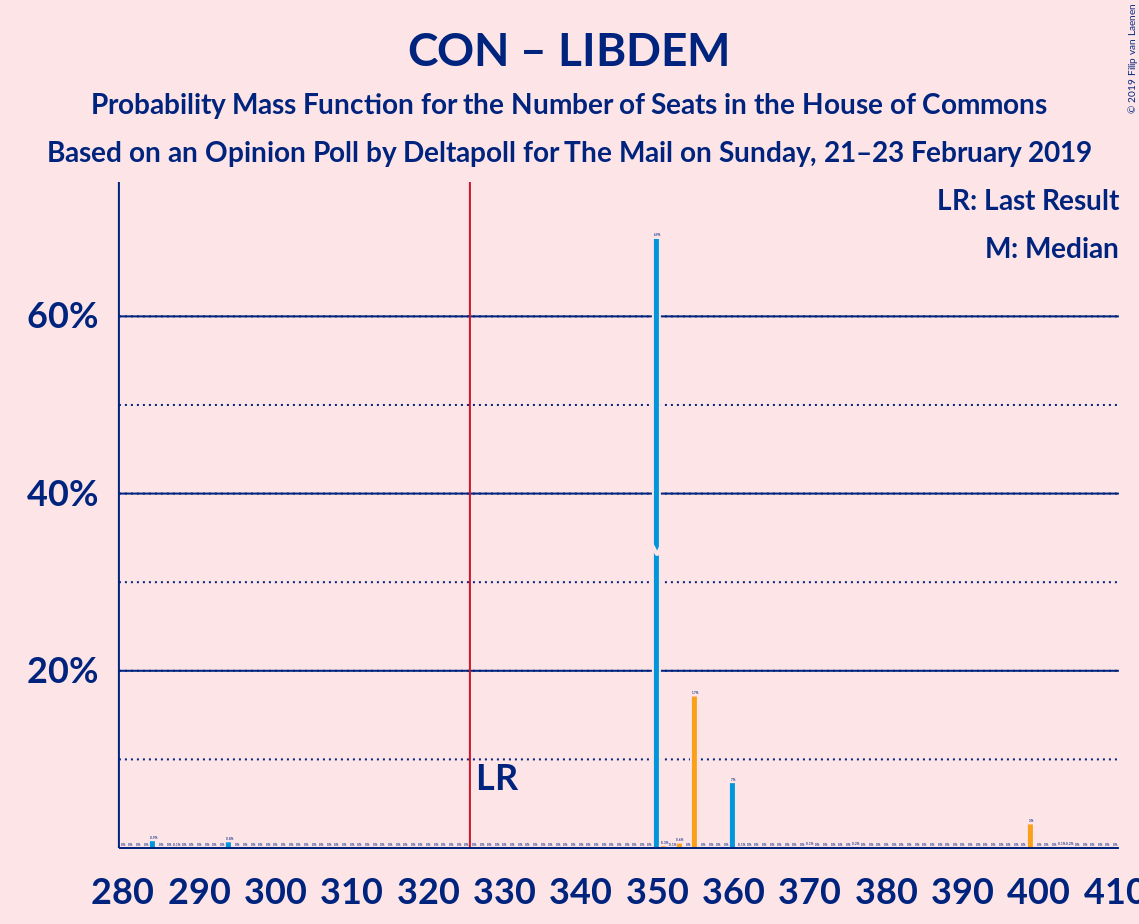 CON – LIBDEM
Probability Mass Function for the Number of Seats in the House of Commons
Based on an Opinion Poll by Deltapoll for The Mail on Sunday, 21–23 February 2019
© 2019 Filip van Laenen
LR: Last Result
M: Median
60%
40%
20%
LR
280 290 300 310 320 330 340 350 360 370 380 390 400 410